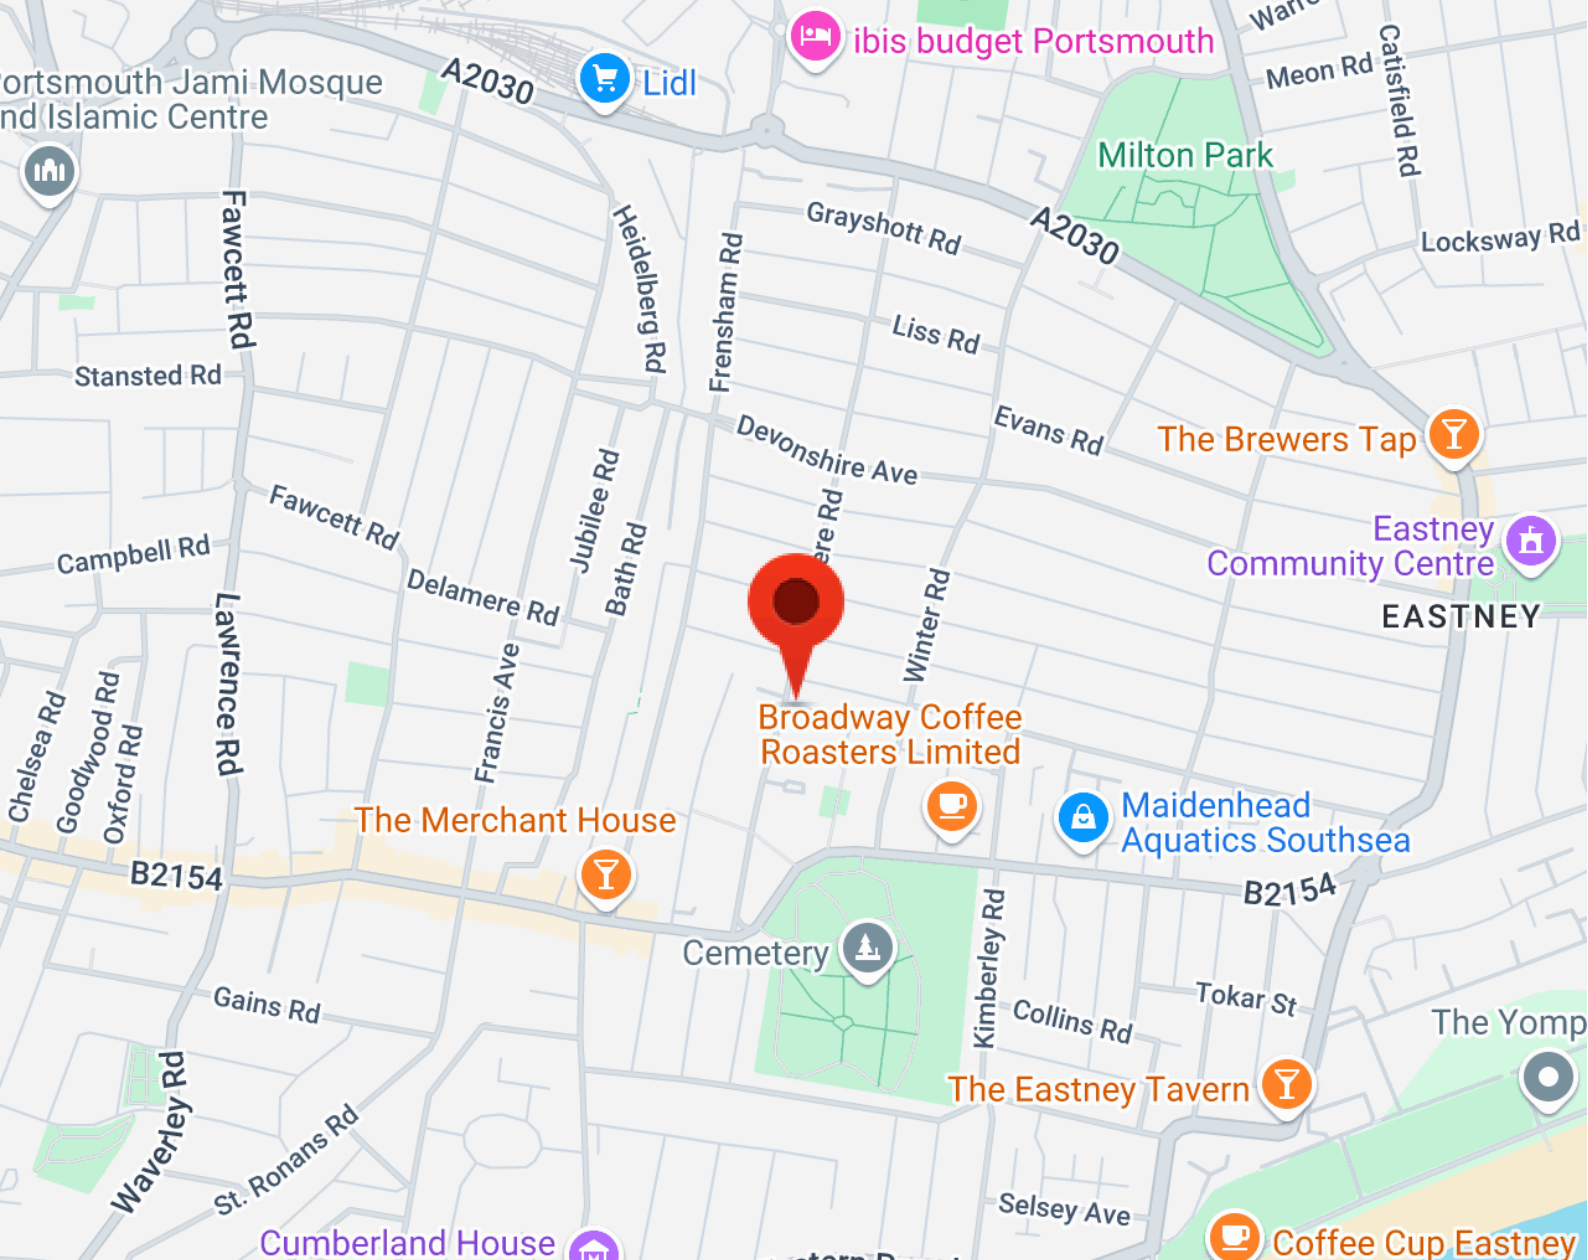 ibis budget Portsmouth
Meon Rd
Catisfield Rd
ortsmouth Jami Mosque
nd Islamic Centre
A2030
Lidl
Milton Park
Fawcett Rd
Heidelberg Rd
Frensham Rd
Grayshott Rd
A2030
Locksway Rd
Liss Rd
Stansted Rd
Devonshire Ave
Evans Rd
The Brewers Tap
Jubilee Rd
Fawcett Rd
Bath Rd
ere Rd
Eastney
Community Centre
Campbell Rd
Delamere Rd
Winter Rd
EASTNEY
Lawrence Rd
Francis Ave
Chelsea Rd
Goodwood Rd
Oxford Rd
Broadway Coffee
Roasters Limited
The Merchant House
Maidenhead
Aquatics Southsea
B2154
B2154
Cemetery
Kimberley Rd
Gains Rd
Collins Rd
Tokar St
The Yomp
Waverley Rd
The Eastney Tavern
St. Ronans Rd
Selsey Ave
Cumberland House
Coffee Cup Eastney